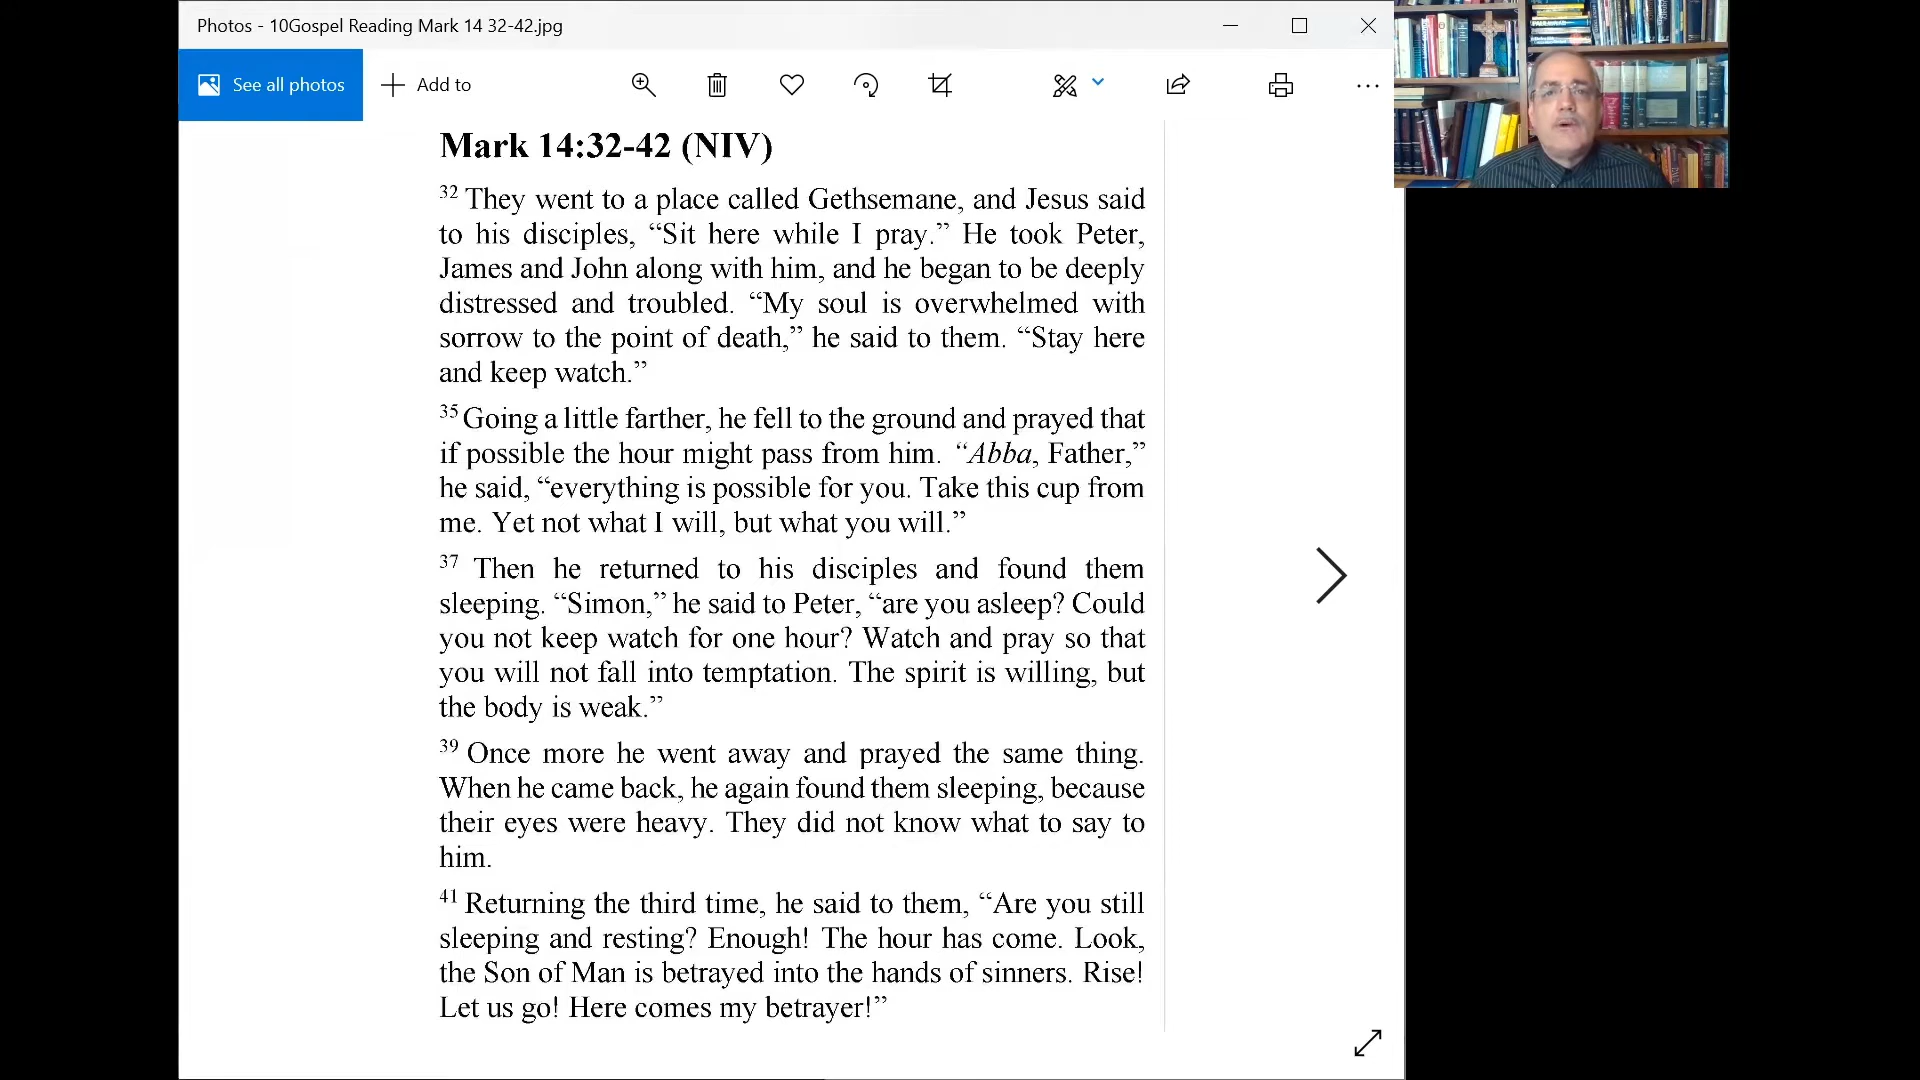 Photos - 10Gospel Reading Mark 14 32-42.jpg
See all photos
Add to
Mark 14:32-42 (NIV)
32 They went to a place called Gethsemane, and Jesus said
to his disciples, “Sit here while I pray.” He took Peter,
James and John along with him, and he began to be deeply
distressed and troubled. “My soul is overwhelmed with
sorrow to the point of death,” he said to them. “Stay here
and keep watch.”
35 Going a little farther, he fell to the ground and prayed that
if possible the hour might pass from him. “Abba, Father,”
he said, “everything is possible for you. Take this cup from
me. Yet not what I will, but what you will.”
37 Then he returned to his disciples and found them
sleeping. “Simon,” he said to Peter, “are you asleep? Could
you not keep watch for one hour? Watch and pray so that
you will not fall into temptation. The spirit is willing, but
the body is weak.”
39 Once more he went away and prayed the same thing.
When he came back, he again found them sleeping, because
their eyes were heavy. They did not know what to say to
him.
41 Returning the third time, he said to them, “Are you still
sleeping and resting? Enough! The hour has come. Look,
the Son of Man is betrayed into the hands of sinners. Rise!
Let us go! Here comes my betrayer!”